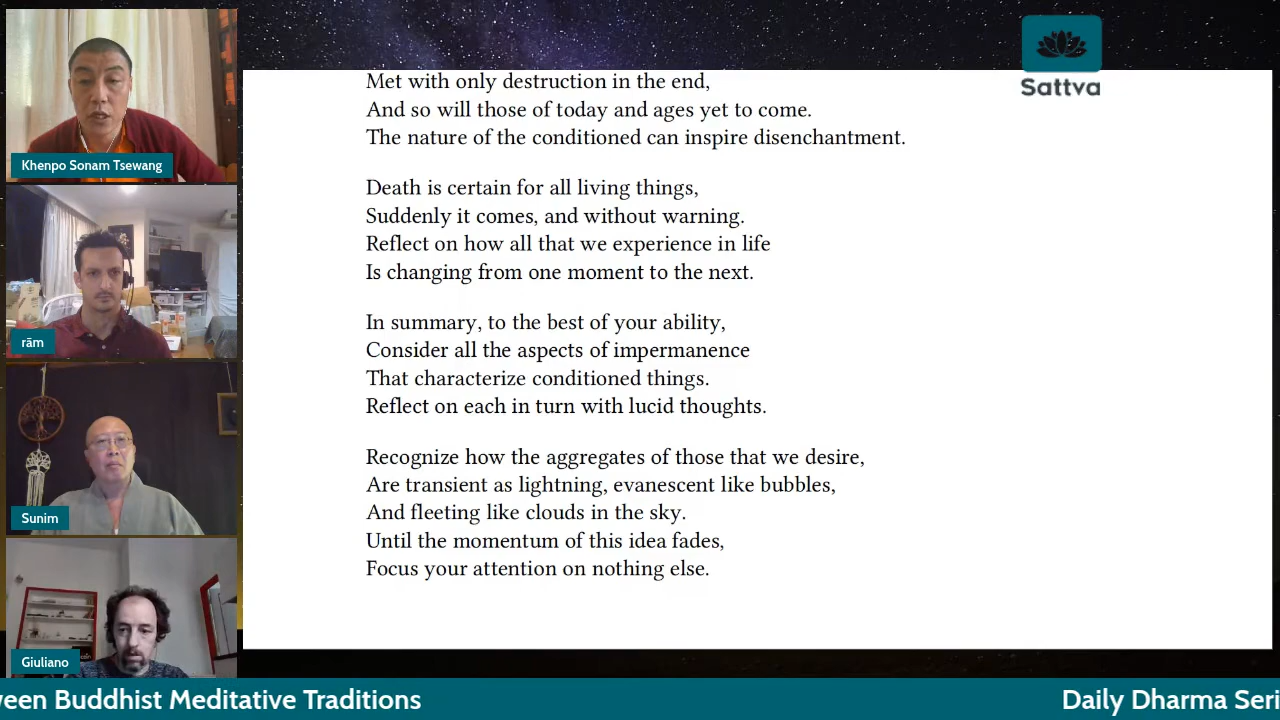 Khenpo Sonam Tsewang
rām
Sunim
Giuliano
Met with only destruction in the end,
And so will those of today and ages yet to come.
The nature of the conditioned can inspire disenchantment.
Death is certain for all living things,
Suddenly it comes, and without warning.
Reflect on how all that we experience in life
Is changing from one moment to the next.
In summary, to the best of your ability,
Consider all the aspects of impermanence
That characterize conditioned things.
Reflect on each in turn with lucid thoughts.
Recognize how the aggregates of those that we desire,
Are transient as lightning, evanescent like bubbles,
And fleeting like clouds in the sky.
Until the momentum of this idea fades,
Focus your attention on nothing else.
Sattva
ween Buddhist Meditative Traditions
Daily Dharma Seri